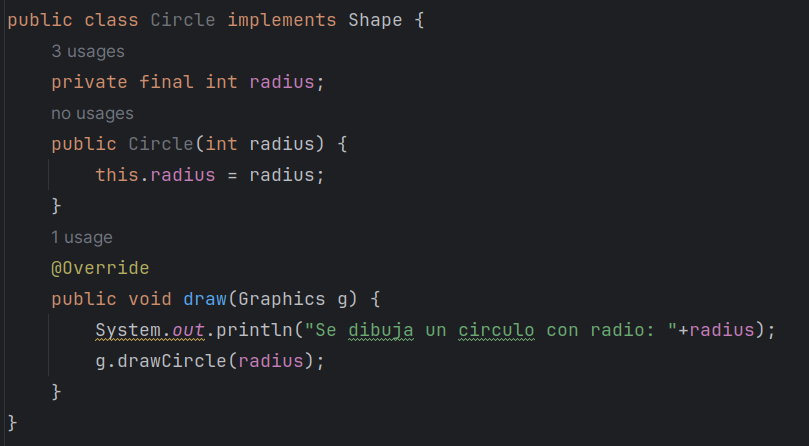 public class Circle implements Shape {
3 usages
private final int radius;
no usages
public Circle(int radius) {
this.radius = radius;
}
1 usage
@Override
public void draw(Graphics g) {
System.out.println("Se dibuja un circulo con radio: "+radius);
g.drawCircle(radius);
}
}